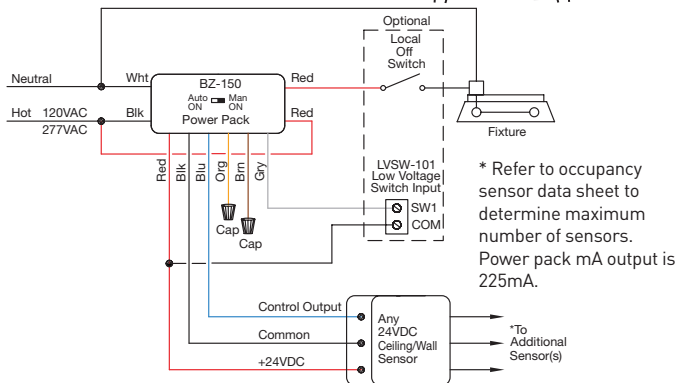 Optional
Local
Off
Switch
Neutral
Wht
BZ-150
Red
Auto
ON
Man
ON
Hot 120VAC
Blk
Power Pack
Red
277VAC
Fixture
Red
Blk
Blu
Org
Brn
Gry
LVSW-101
Low Voltage
Switch Input
SW1
COM
Cap
Cap
* Refer to occupancy
sensor data sheet to
determine maximum
number of sensors.
Power pack mA output is
225mA.
Control Output
Common
+24VDC
Any
24VDC
Ceiling/Wall
Sensor
*To
Additional
Sensor(s)